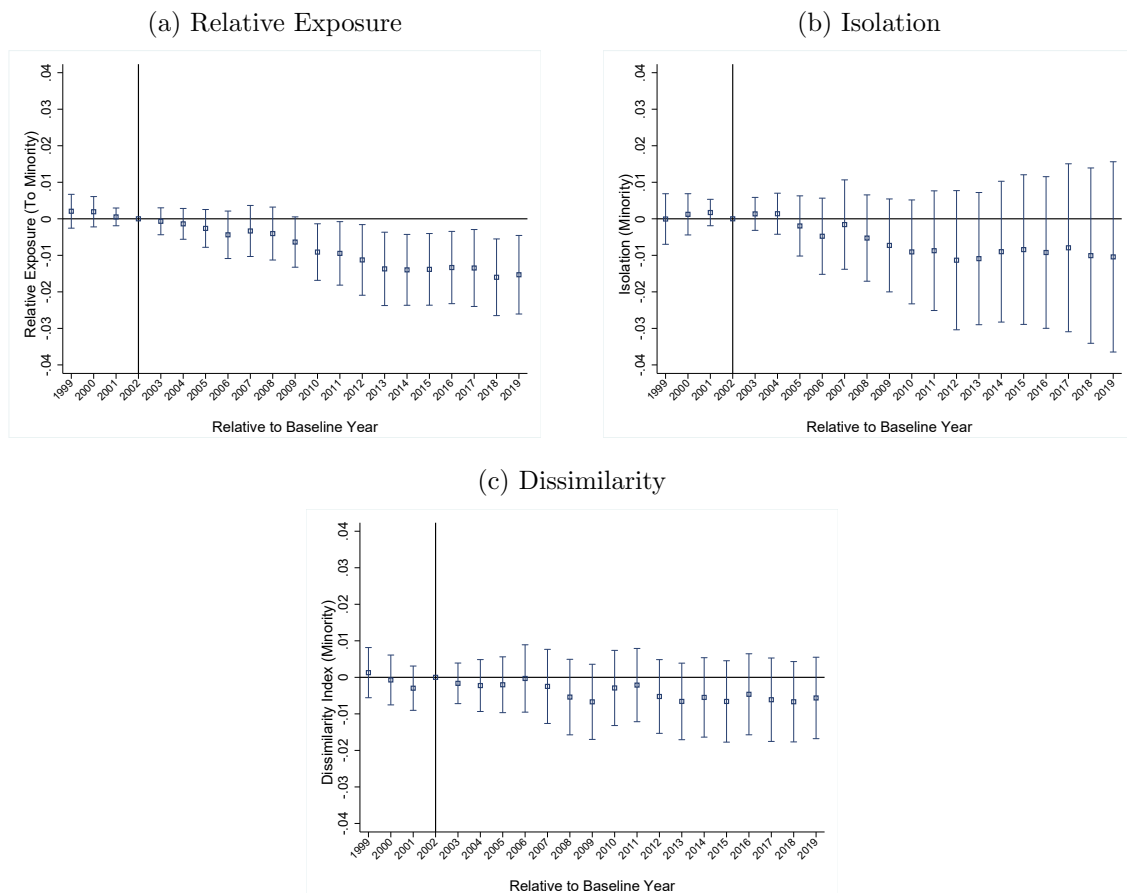 (a) Relative Exposure
Relative Exposure (To Minority)
.04
.03
.02
.01
0
-.01
-.02
-.03
-.04
1999 2000 2001 2002 2003 2004 2005 2006 2007 2008 2009 2010 2011 2012 2013 2014 2015 2016 2017 2018 2019
Relative to Baseline Year
(b) Isolation
Isolation (Minority)
.04
.03
.02
.01
0
-.01
-.02
-.03
-.04
1999 2000 2001 2002 2003 2004 2005 2006 2007 2008 2009 2010 2011 2012 2013 2014 2015 2016 2017 2018 2019
Relative to Baseline Year
(c) Dissimilarity
Dissimilarity Index (Minority)
.04
.03
.02
.01
0
-.01
-.02
-.03
-.04
1999 2000 2001 2002 2003 2004 2005 2006 2007 2008 2009 2010 2011 2012 2013 2014 2015 2016 2017 2018 2019
Relative to Baseline Year